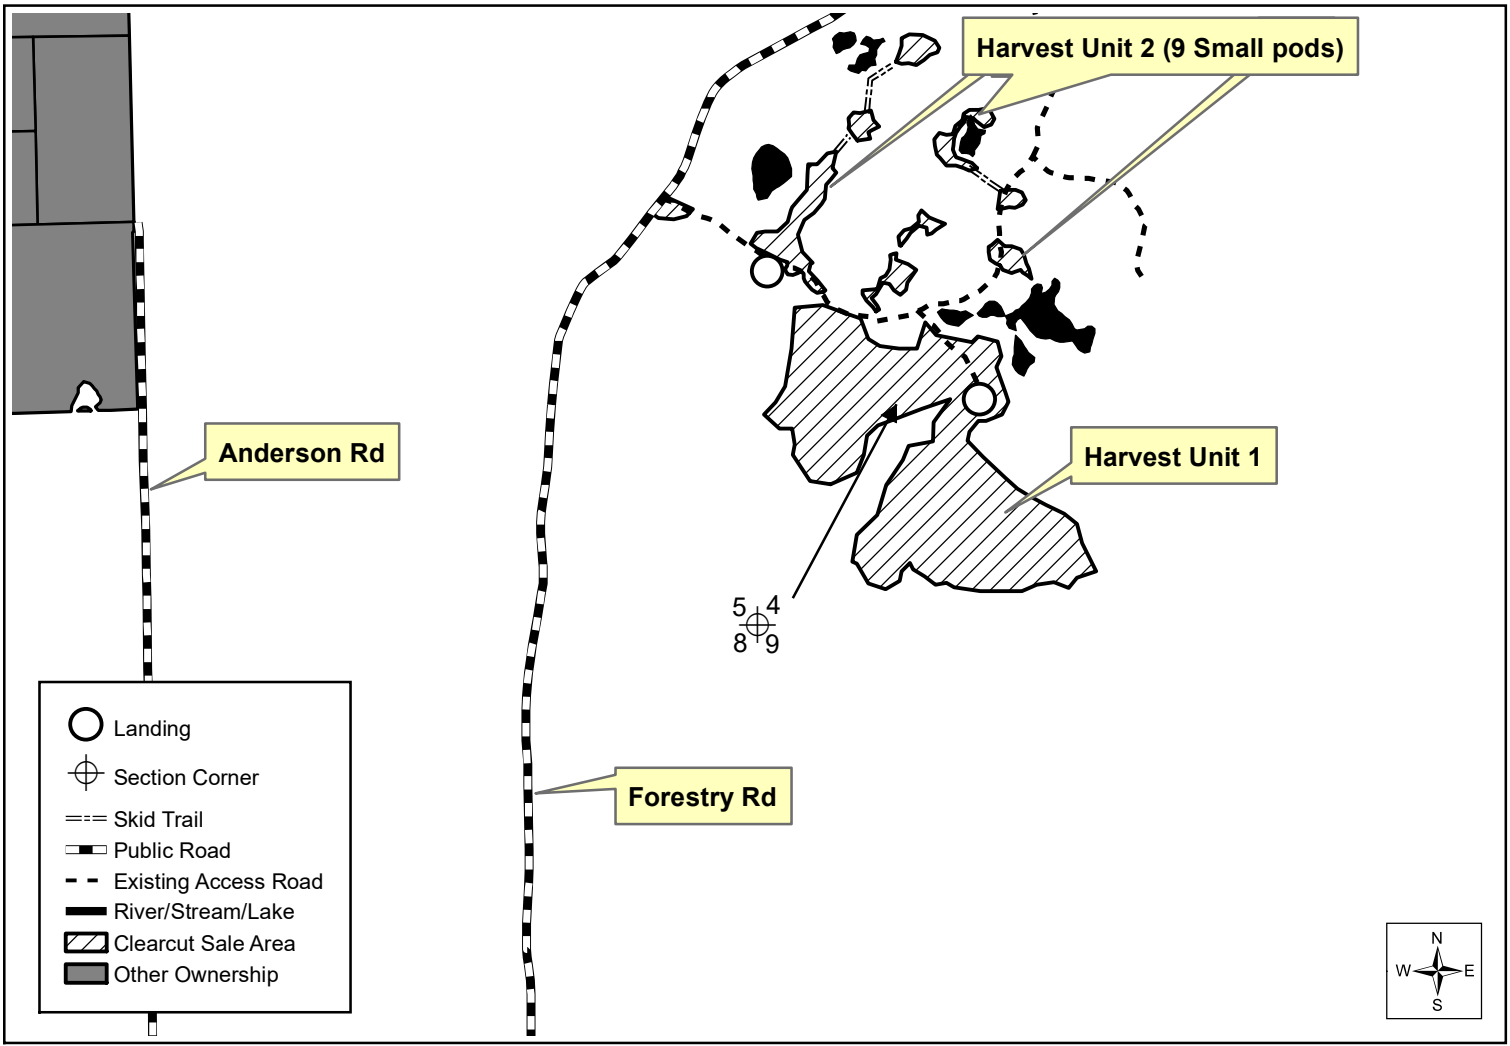 Harvest Unit 2 (9 Small pods)
Anderson Rd
Harvest Unit 1
5 4
8 9
Forestry Rd
Landing
Section Corner
Skid Trail
Public Road
Existing Access Road
River/Stream/Lake
Clearcut Sale Area
Other Ownership
N
W E
S